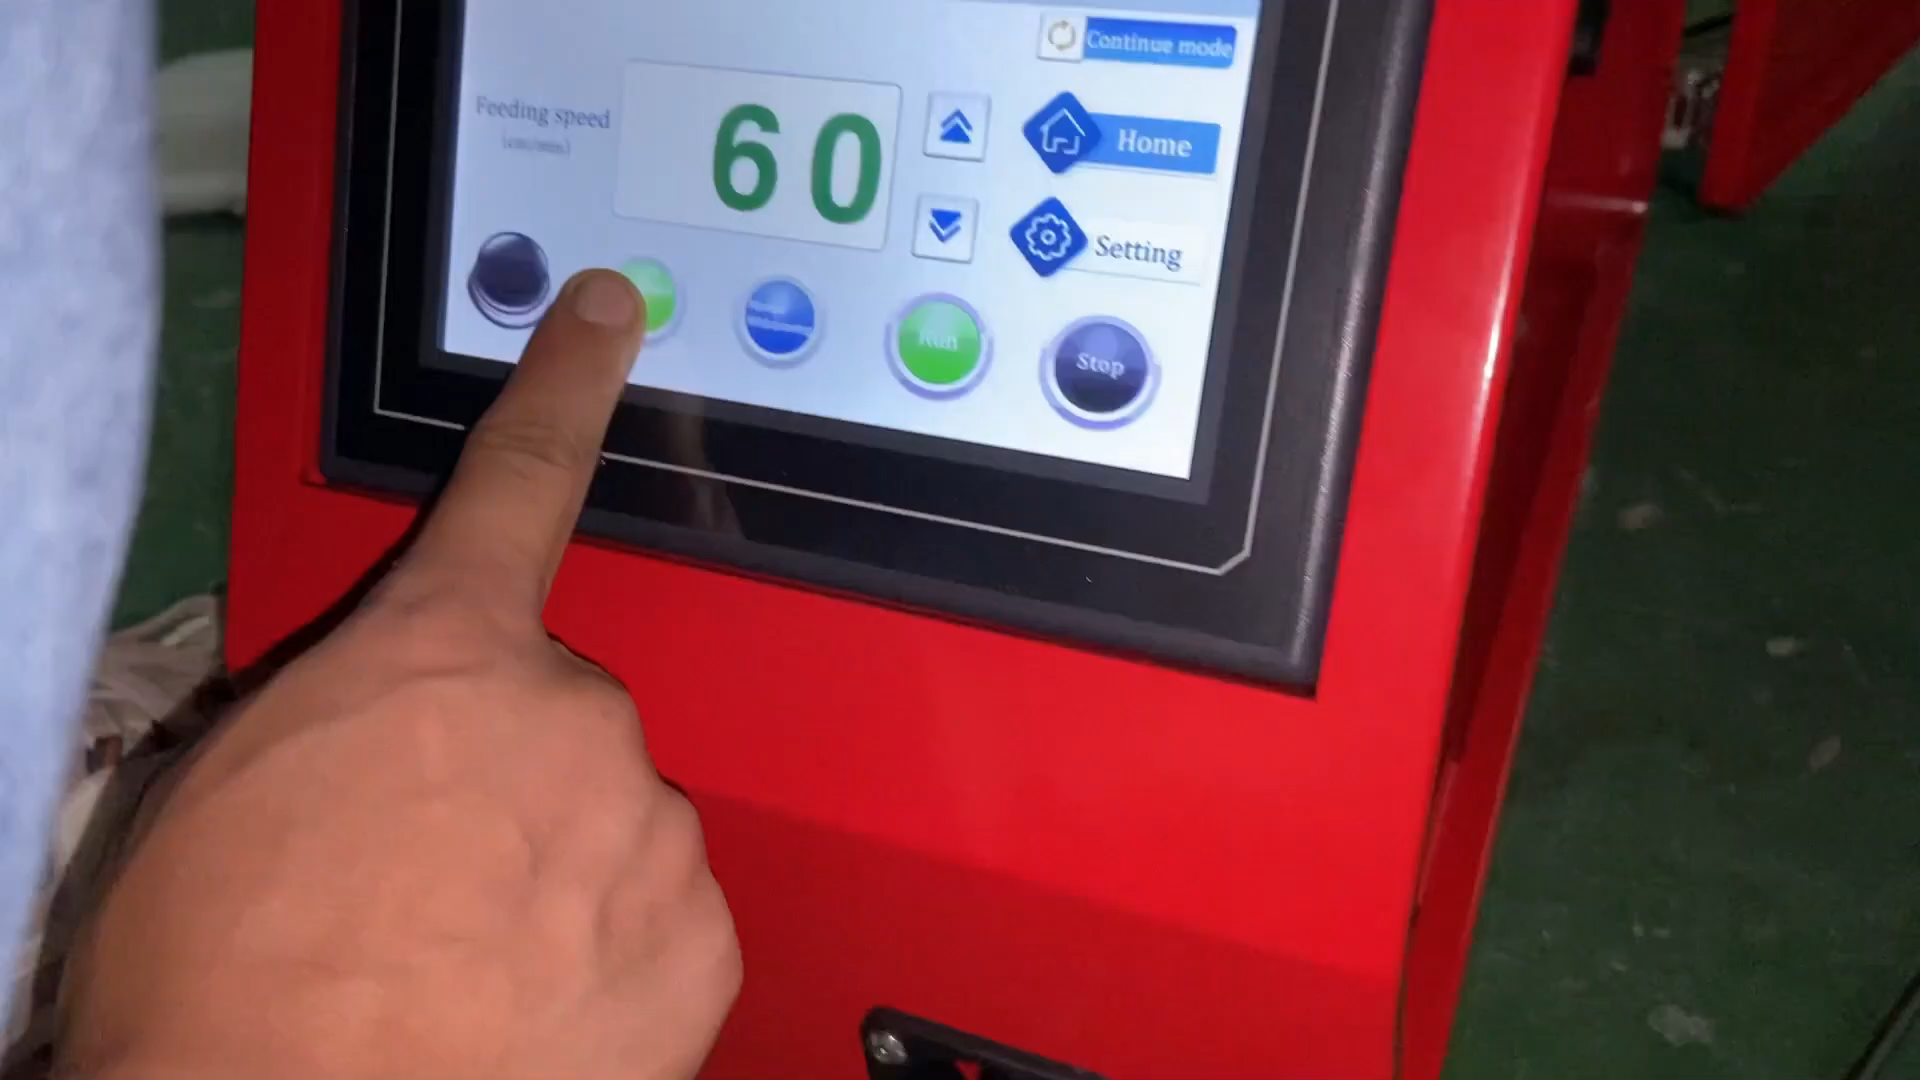 Continue mode
Feeding speed
(cm/min)
60
Home
Setting
Run
Stop